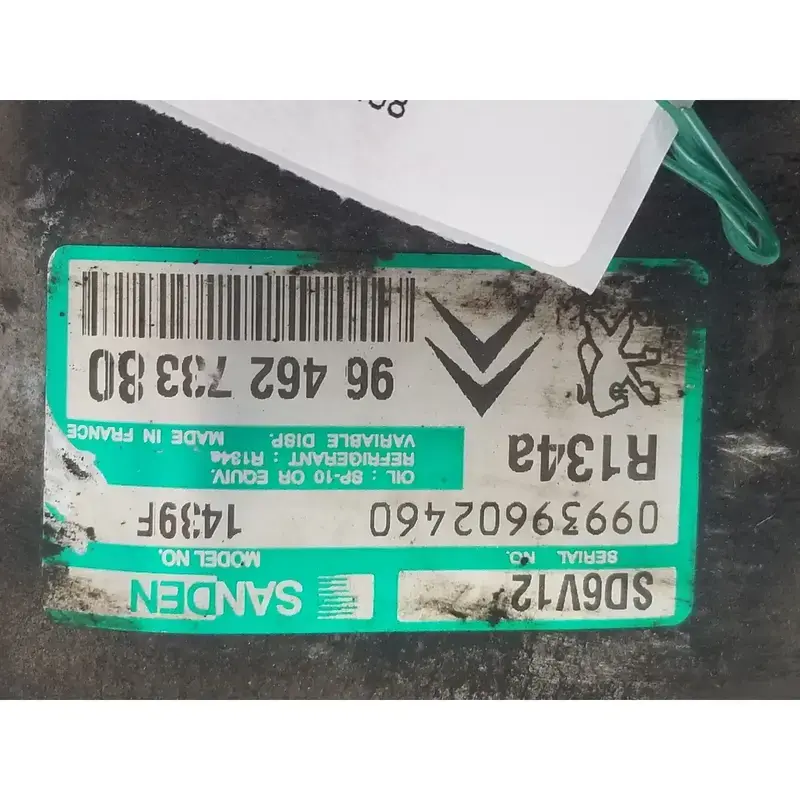 SD6V12
SANDEN
SERIAL NO.
MODEL NO.
09939602460
1439F
R134a
OIL : SP-10 OR EQUIV.
REFRIGERANT : R134a
VARIABLE DISP. MADE IN FRANCE
96 462 733 80